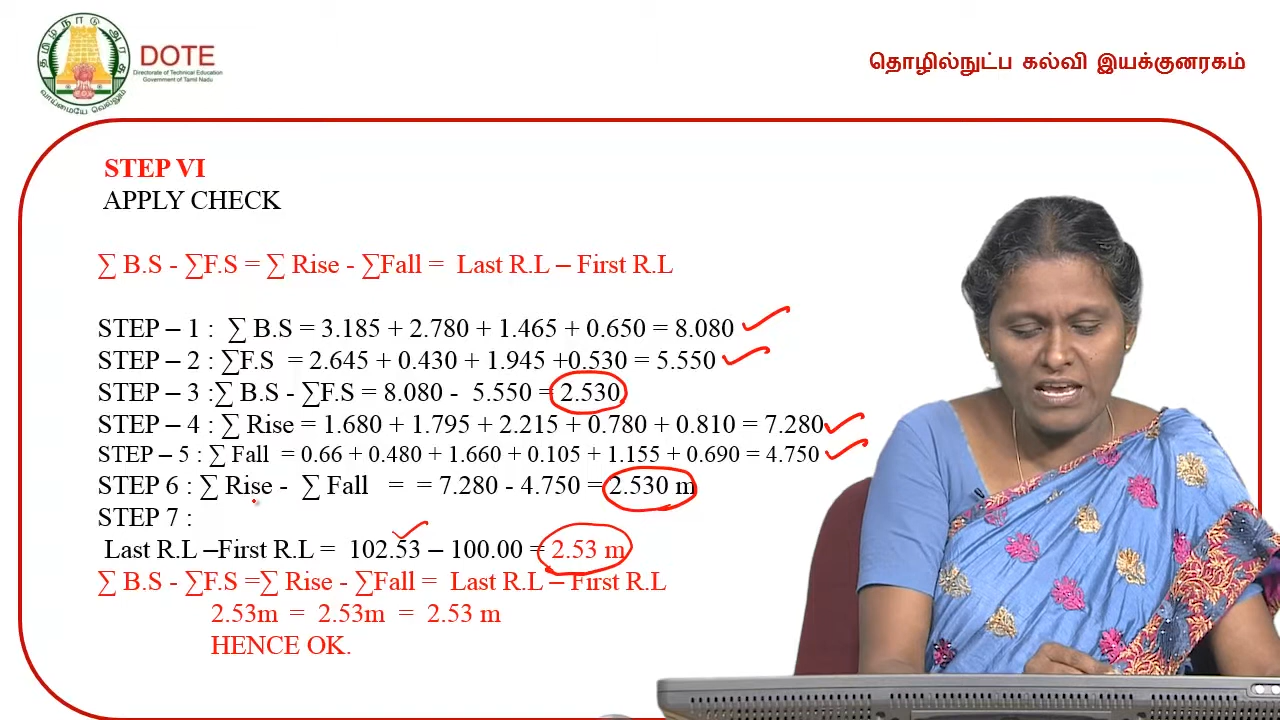 தமிழ்நாடு அரசு
வாய்மையே வெல்லும்
DOTE
Directorate of Technical Education
Government of Tamil Nadu
தொழில்நுட்ப கல்வி இயக்குனரகம்
STEP VI
APPLY CHECK
∑ B.S - ∑F.S = ∑ Rise - ∑Fall = Last R.L – First R.L
STEP – 1 : ∑ B.S = 3.185 + 2.780 + 1.465 + 0.650 = 8.080
STEP – 2 : ∑F.S = 2.645 + 0.430 + 1.945 +0.530 = 5.550
STEP – 3 :∑ B.S - ∑F.S = 8.080 - 5.550 = 2.530
STEP – 4 : ∑ Rise = 1.680 + 1.795 + 2.215 + 0.780 + 0.810 = 7.280
STEP – 5 : ∑ Fall = 0.66 + 0.480 + 1.660 + 0.105 + 1.155 + 0.690 = 4.750
STEP 6 : ∑ Rise - ∑ Fall = = 7.280 - 4.750 = 2.530 m
STEP 7 :
Last R.L –First R.L = 102.53 – 100.00 = 2.53 m
∑ B.S - ∑F.S =∑ Rise - ∑Fall = Last R.L – First R.L
2.53m = 2.53m = 2.53 m
HENCE OK.